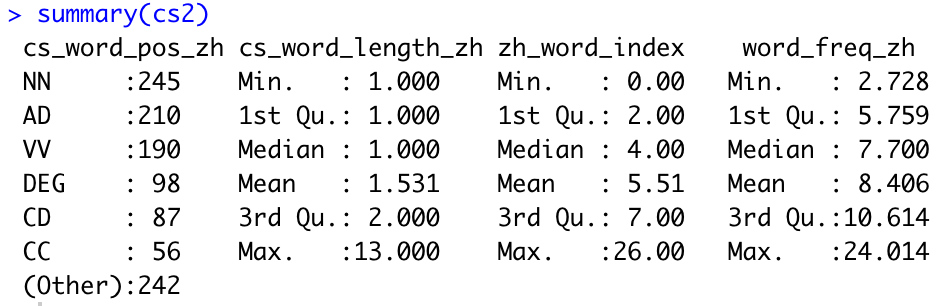 > summary(cs2)
cs_word_pos_zh cs_word_length_zh zh_word_index word_freq_zh
NN :245 Min. : 1.000 Min. : 0.00 Min. : 2.728
AD :210 1st Qu.: 1.000 1st Qu.: 2.00 1st Qu.: 5.759
VV :190 Median : 1.000 Median : 4.00 Median : 7.700
DEG : 98 Mean : 1.531 Mean : 5.51 Mean : 8.406
CD : 87 3rd Qu.: 2.000 3rd Qu.: 7.00 3rd Qu.:10.614
CC : 56 Max. :13.000 Max. :26.00 Max. :24.014
(Other):242